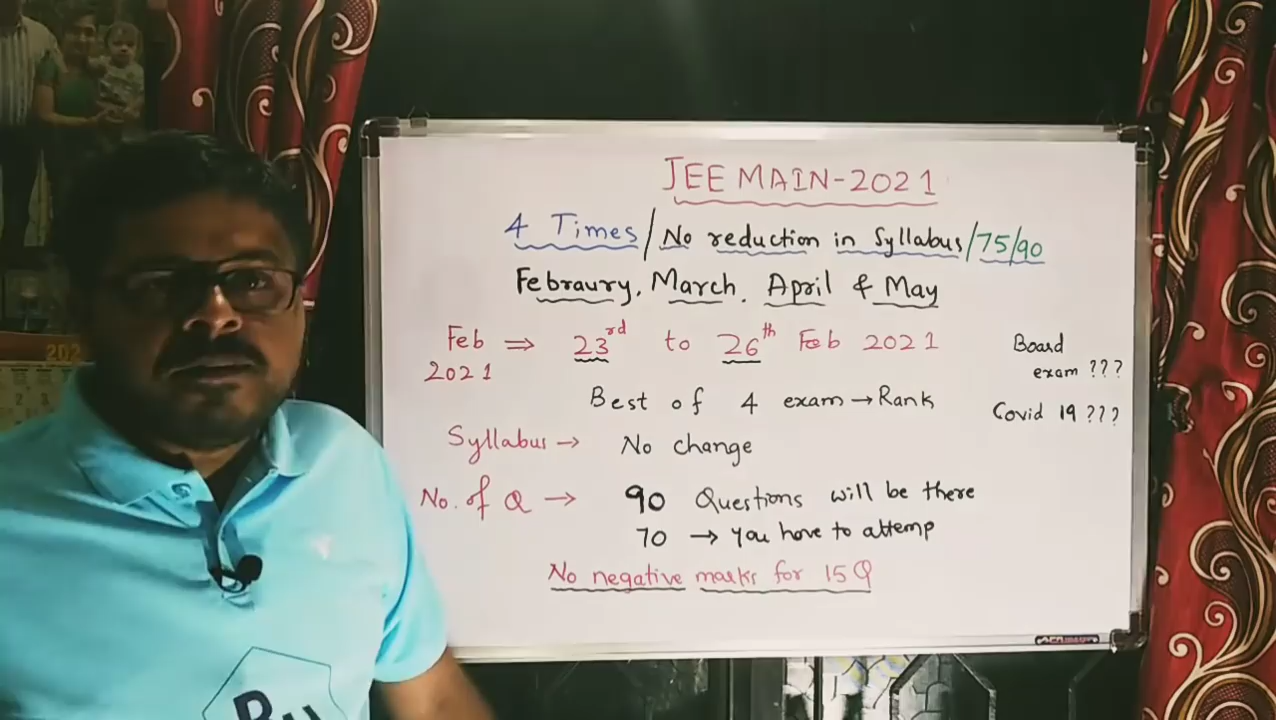 JEE MAIN-2021
4 Times/No reduction in Syllabus/75/90
Febraury, March, April & May
Feb 2021 ⇒ 23rd to 26th Feb 2021
Board exam ???
Best of 4 exam → Rank
Covid 19 ???
Syllabus → No change
No. of Q → 90 Questions will be there
70 → you have to attemp
No negative marks for 15 Q